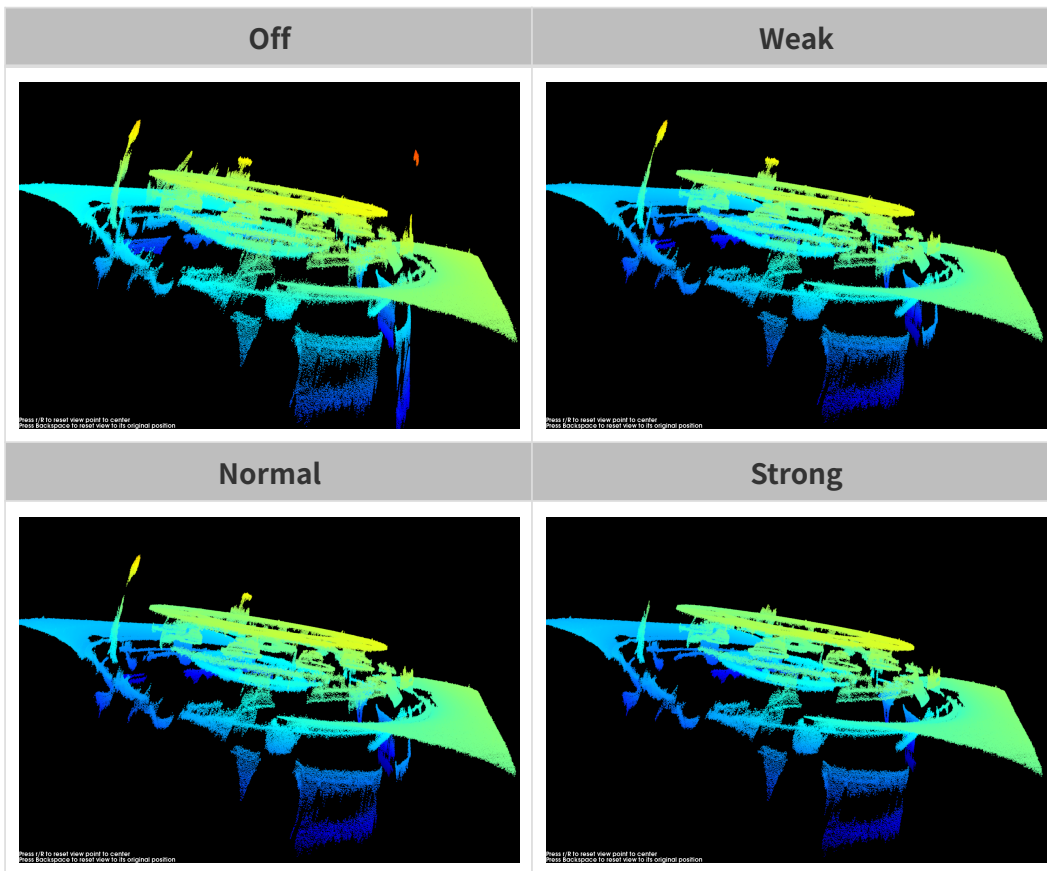 Off
Weak
Press r/R to reset view point to center
Press Backspace to reset view to its original position
Press r/R to reset view point to center
Press Backspace to reset view to its original position
Normal
Strong
Press r/R to reset view point to center
Press Backspace to reset view to its original position
Press r/R to reset view point to center
Press Backspace to reset view to its original position